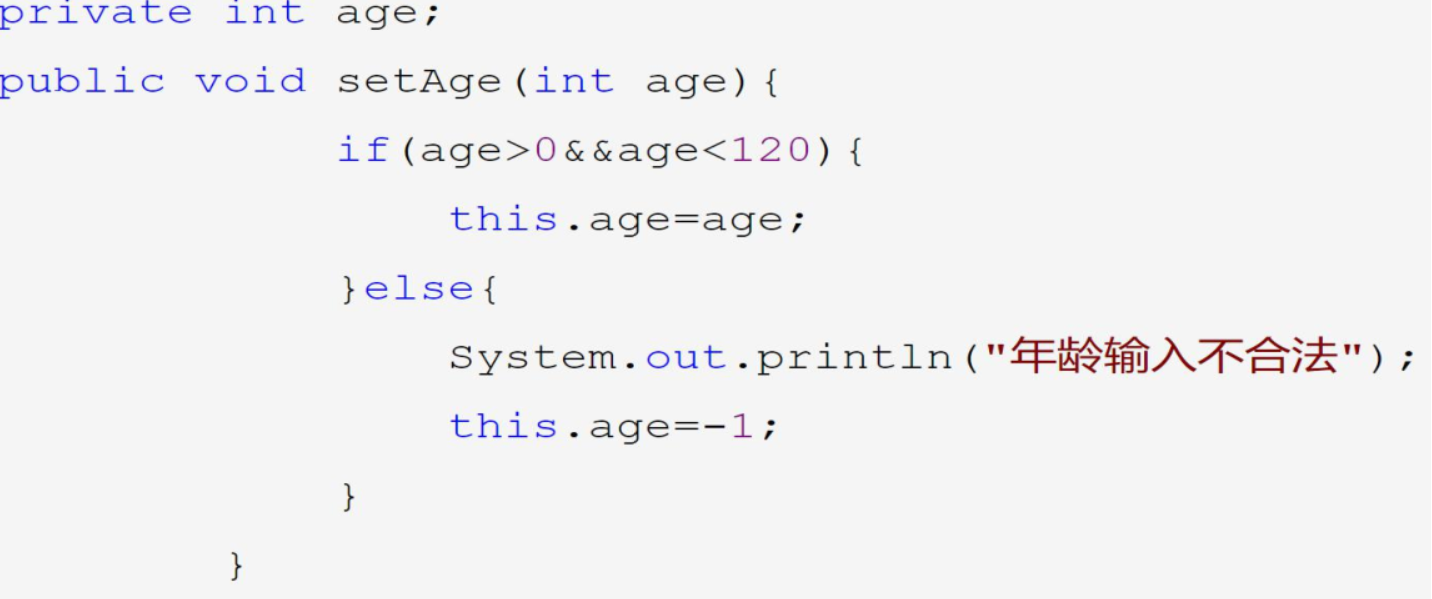 private int age;
public void setAge(int age){
if(age>0&&age<120){
this.age=age;
}else{
System.out.println("年龄输入不合法");
this.age=-1;
}
}